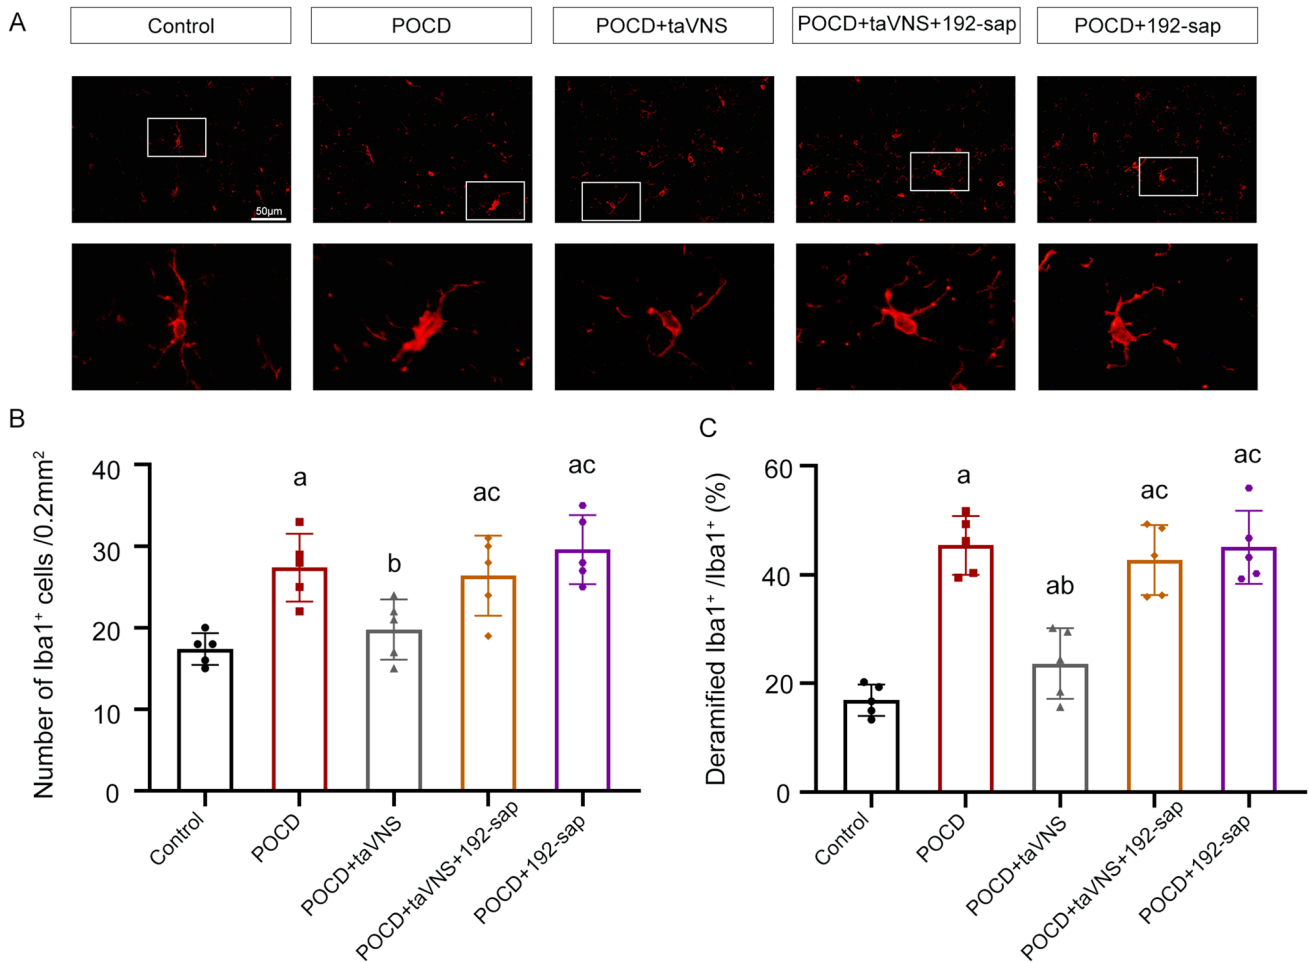 A
Control
POCD
POCD+taVNS
POCD+taVNS+192-sap
POCD+192-sap
50μm
B
Number of Iba1⁺ cells /0.2mm²
40
30
20
10
0
a
b
ac
ac
Control
POCD
POCD+taVNS
POCD+taVNS+192-sap
POCD+192-sap
C
Deramified Iba1⁺ /Iba1⁺ (%)
60
40
20
0
a
ab
ac
ac
Control
POCD
POCD+taVNS
POCD+taVNS+192-sap
POCD+192-sap